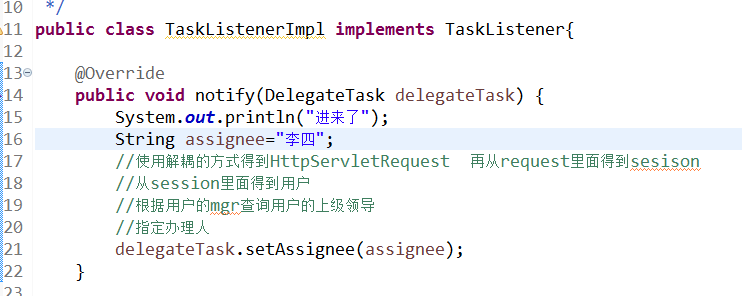 10 */
11 public class TaskListenerImpl implements TaskListener{
12
13 @Override
14 public void notify(DelegateTask delegateTask) {
15 System.out.println("进来了");
16 String assignee="李四";
17 //使用解耦的方式得到HttpServletRequest 再从request里面得到sesison
18 //从session里面得到用户
19 //根据用户的mgr查询用户的上级领导
20 //指定办理人
21 delegateTask.setAssignee(assignee);
22 }
23